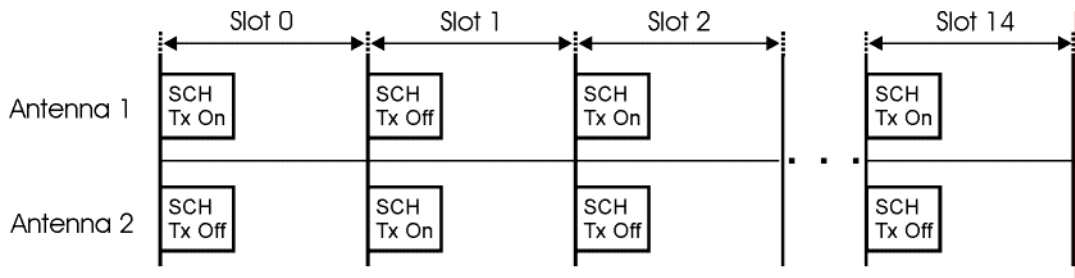 Slot 0 Slot 1 Slot 2 Slot 14
Antenna 1
SCH
Tx On
SCH
Tx Off
SCH
Tx On
SCH
Tx On
. . .
Antenna 2
SCH
Tx Off
SCH
Tx On
SCH
Tx Off
SCH
Tx Off